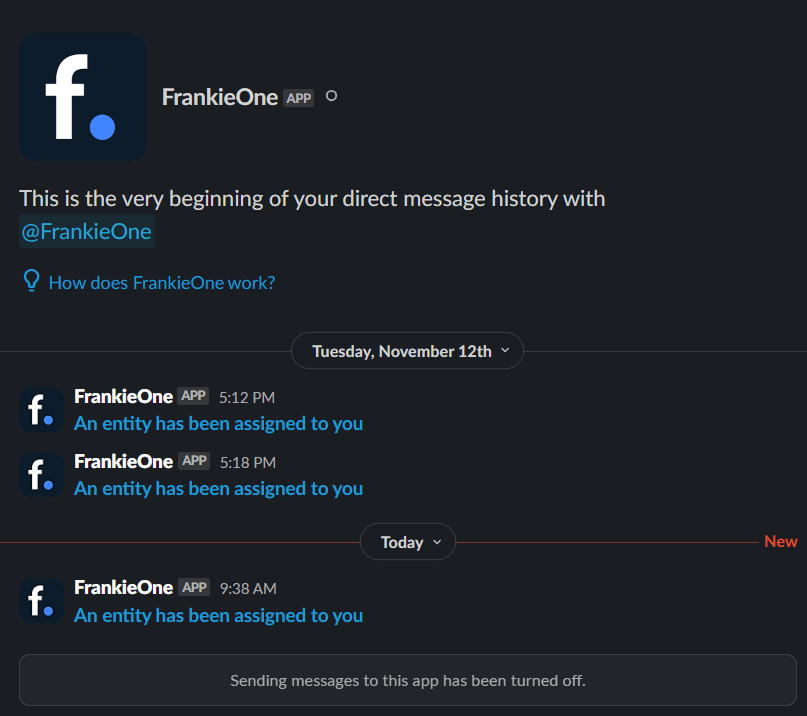 f.
FrankieOne APP
This is the very beginning of your direct message history with
@FrankieOne
How does FrankieOne work?
Tuesday, November 12th
f.
FrankieOne APP 5:12 PM
An entity has been assigned to you
f.
FrankieOne APP 5:18 PM
An entity has been assigned to you
Today
New
f.
FrankieOne APP 9:38 AM
An entity has been assigned to you
Sending messages to this app has been turned off.